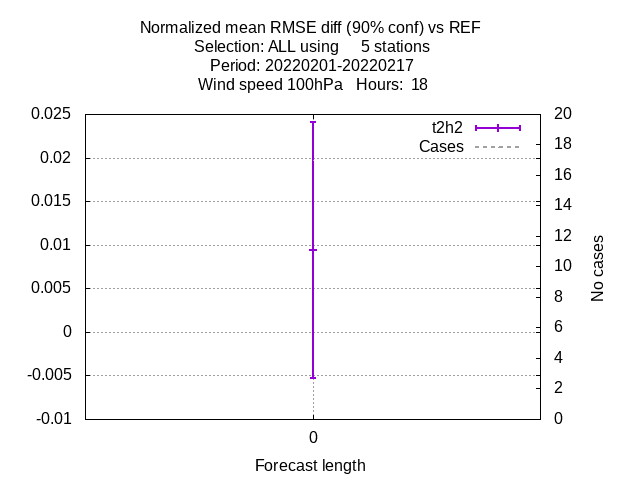 Normalized mean RMSE diff (90% conf) vs REF
Selection: ALL using     5 stations
Period: 20220201-20220217
Wind speed 100hPa   Hours:  18
0.025
0.02
0.015
0.01
0.005
0
-0.005
-0.01
20
18
16
14
12
10
8
6
4
2
0
t2h2
Cases
No cases
0
Forecast length